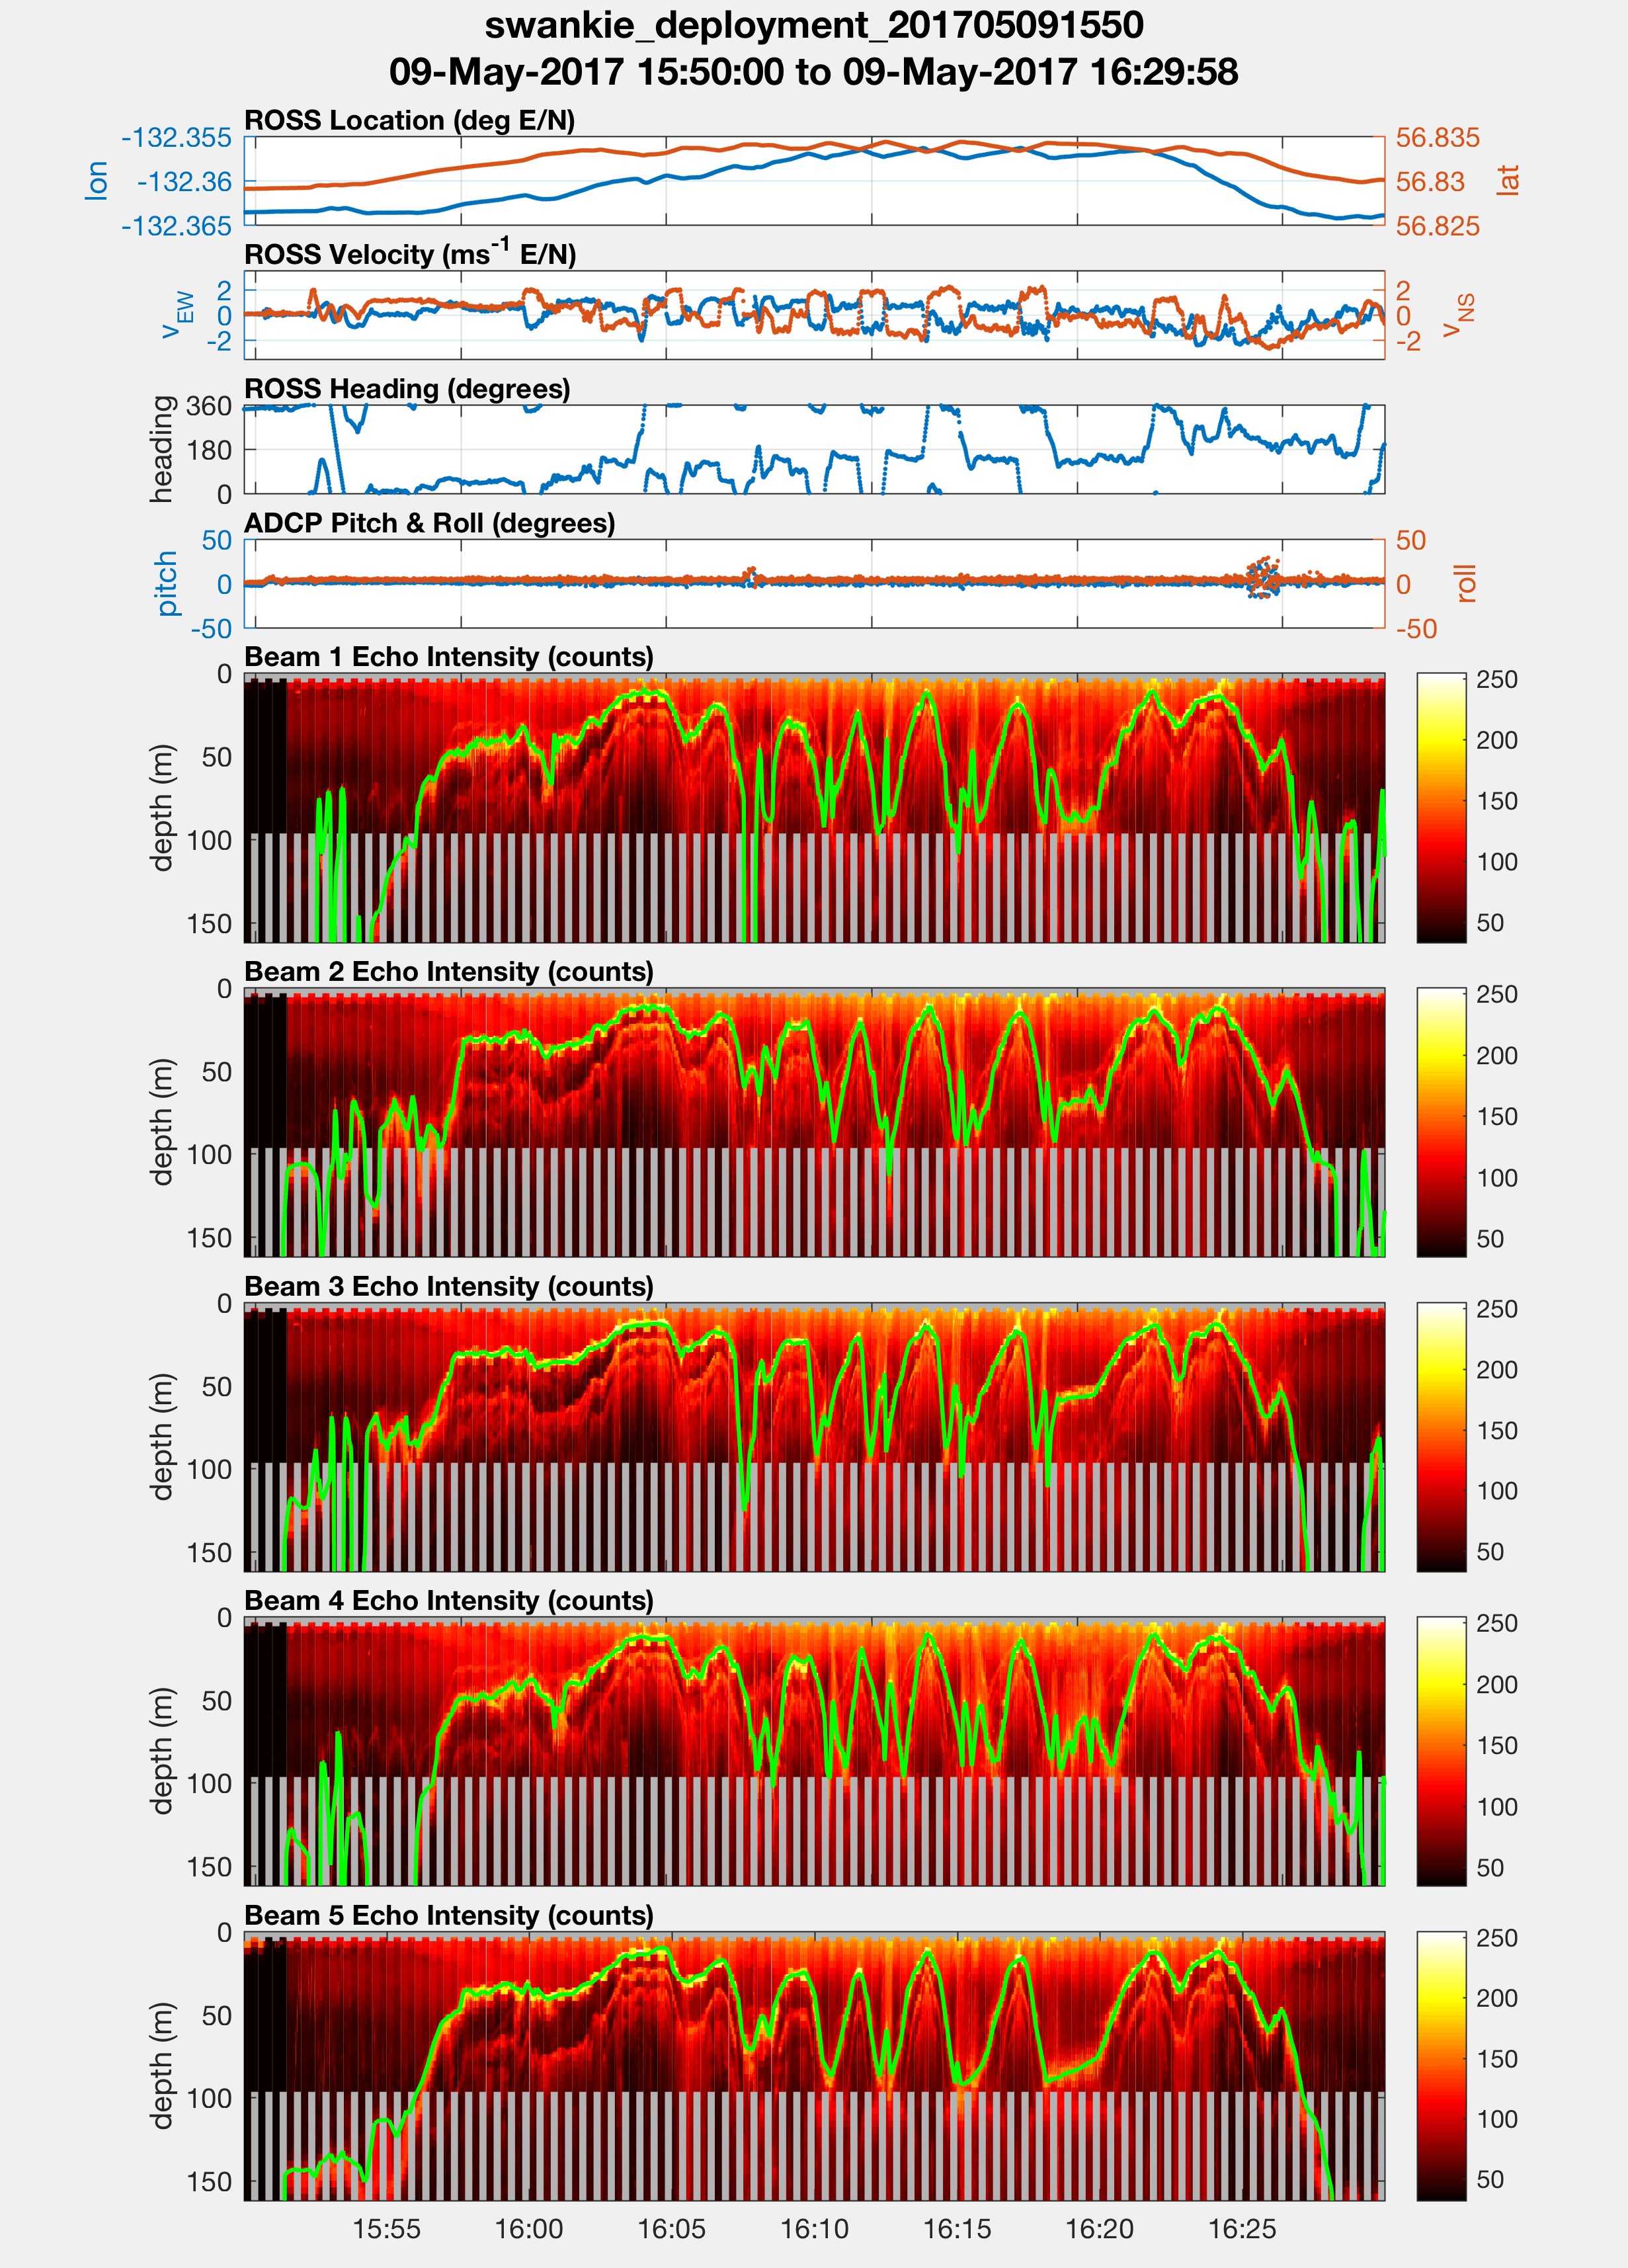 swankie_deployment_201705091550
09-May-2017 15:50:00 to 09-May-2017 16:29:58
ROSS Location (deg E/N)
-132.355
-132.36
-132.365
lon
56.835
56.83
56.825
lat
ROSS Velocity (ms-1 E/N)
2
0
-2
vEW
2
0
-2
vNS
ROSS Heading (degrees)
360
180
0
heading
ADCP Pitch & Roll (degrees)
50
0
-50
pitch
50
0
-50
roll
Beam 1 Echo Intensity (counts)
0
50
100
150
depth (m)
250
200
150
100
50
Beam 2 Echo Intensity (counts)
0
50
100
150
depth (m)
250
200
150
100
50
Beam 3 Echo Intensity (counts)
0
50
100
150
depth (m)
250
200
150
100
50
Beam 4 Echo Intensity (counts)
0
50
100
150
depth (m)
250
200
150
100
50
Beam 5 Echo Intensity (counts)
0
50
100
150
depth (m)
250
200
150
100
50
15:55 16:00 16:05 16:10 16:15 16:20 16:25